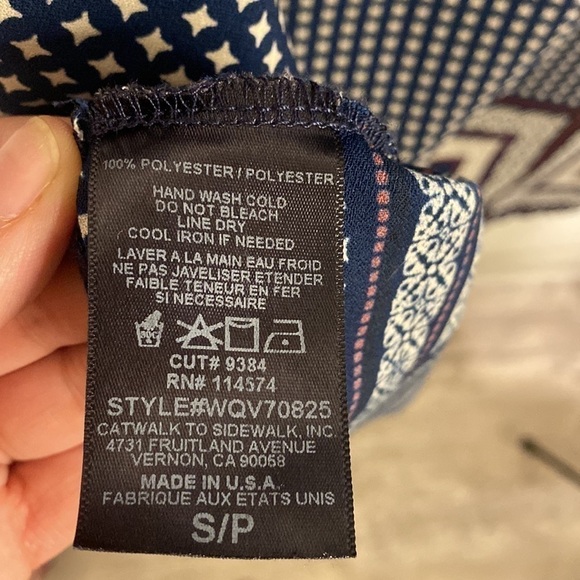 100% POLYESTER / POLYESTER
HAND WASH COLD
DO NOT BLEACH
LINE DRY
COOL IRON IF NEEDED
LAVER A LA MAIN EAU FROID
NE PAS JAVELISER ETENDER
FAIBLE TENEUR EN FER
SI NECESSAIRE
CUT# 9384
RN# 114574
STYLE#WQV70825
CATWALK TO SIDEWALK, INC.
4731 FRUITLAND AVENUE
VERNON, CA 90058
MADE IN U.S.A.
FABRIQUE AUX ETATS UNIS
S/P